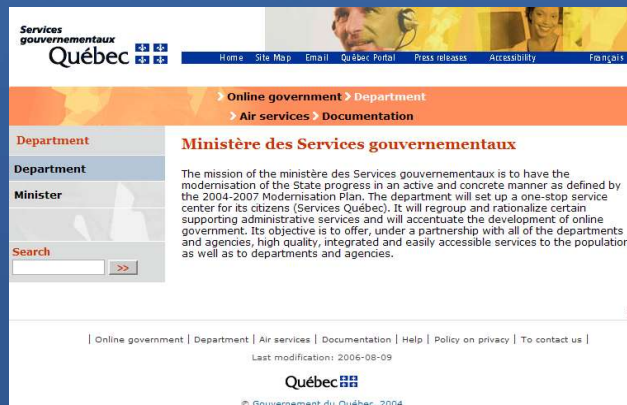 Services
gouvernementaux
Québec
Home Site Map Email Québec Portal Press releases Accessibility Français
Online government Department
Air services Documentation
Department
Department
Minister
Search
>>
Ministère des Services gouvernementaux
The mission of the ministère des Services gouvernementaux is to have the
modernisation of the State progress in an active and concrete manner as defined by
the 2004-2007 Modernisation Plan. The department will set up a one-stop service
center for its citizens (Services Québec). It will regroup and rationalize certain
supporting administrative services and will accentuate the development of online
government. Its objective is to offer, under a partnership with all of the departments
and agencies, high quality, integrated and easily accessible services to the population
as well as to departments and agencies.
| Online government | Department | Air services | Documentation | Help | Policy on privacy | To contact us |
Last modification: 2006-08-09
Québec
© Gouvernement du Québec, 2004